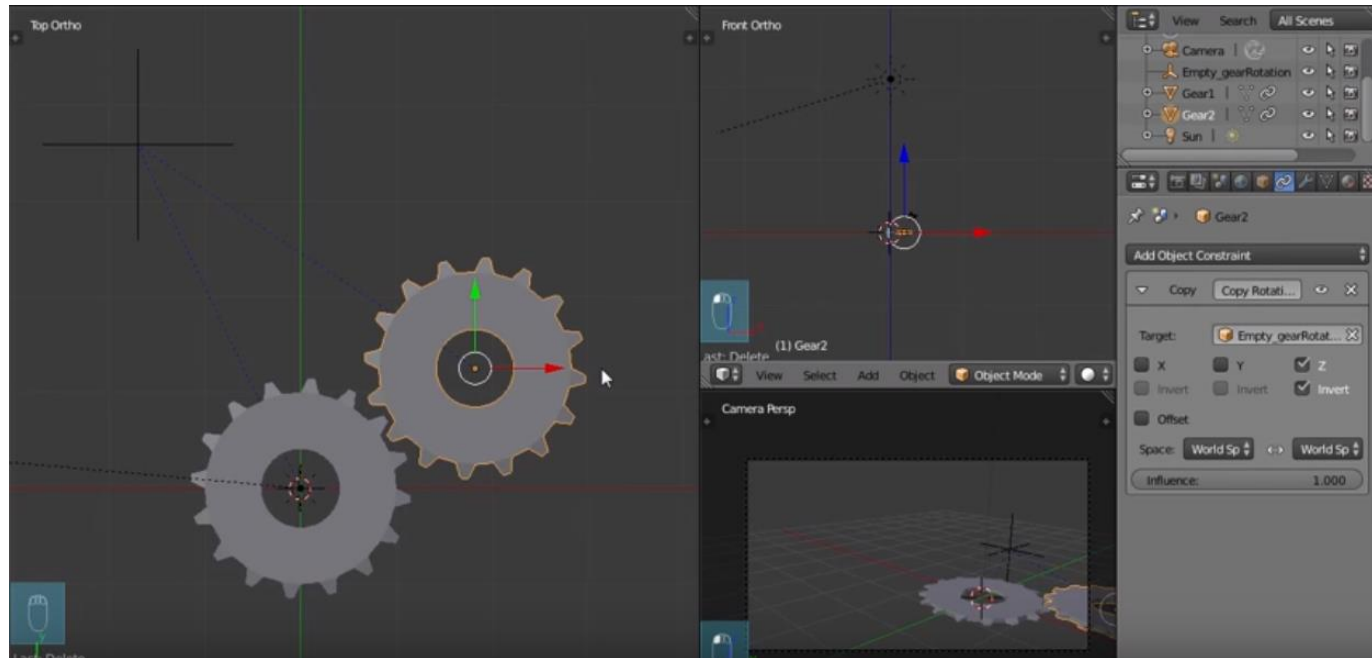 Top Ortho
Front Ortho
View Search All Scenes
Camera
Empty_gearRotation
Gear1
Gear2
Sun
Gear2
Add Object Constraint
Copy Copy Rotati...
Target: Empty_gearRotat...
X Y Z
Invert Invert Invert
Offset
Space: World Sp World Sp
Influence: 1.000
(1) Gear2
ast: Delete
View Select Add Object Object Mode
Camera Persp
Last: Delete